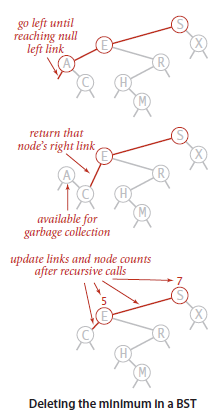 go left until
reaching null
left link
S
E
X
A
R
C
H
M
return that
node's right link
S
E
X
A
R
C
H
M
available for
garbage collection
update links and node counts
after recursive calls
7
S
5
E
X
C
R
H
M
Deleting the minimum in a BST